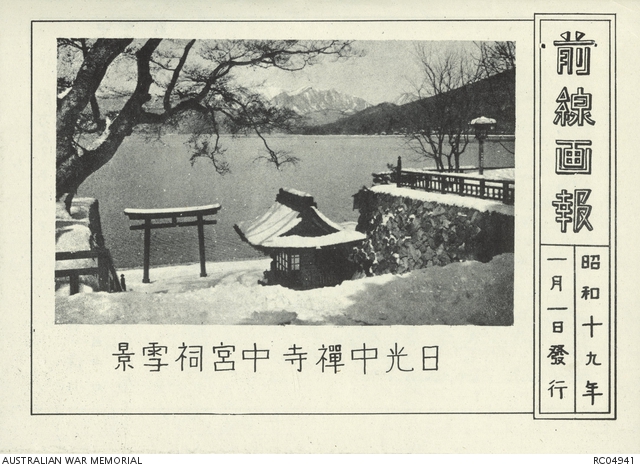 前線画報
昭和十九年
一月一日發行
日光中禪寺中宮祠雪景
AUSTRALIAN WAR MEMORIAL
RC04941